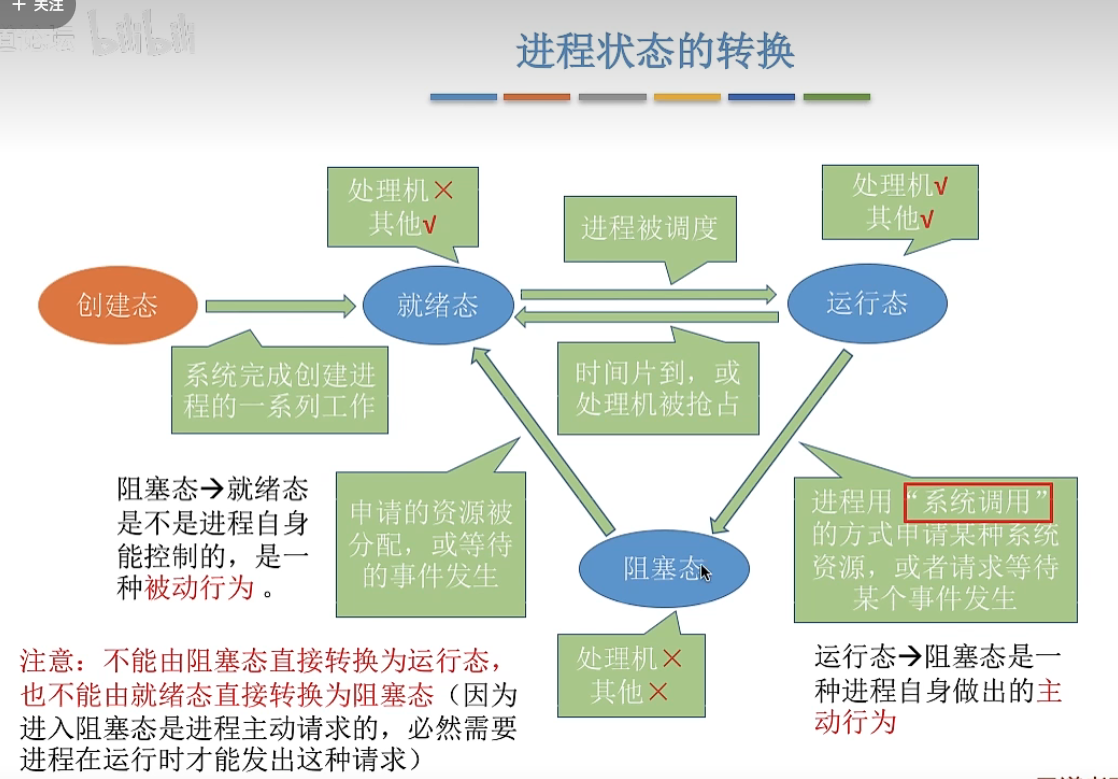 + 关注
bilibili
进程状态的转换
处理机×
其他√
进程被调度
处理机√
其他√
创建态
就绪态
运行态
系统完成创建进
程的一系列工作
时间片到，或
处理机被抢占
阻塞态→就绪态
是不是进程自身
能控制的，是一
种被动行为 。
申请的资源被
分配，或等待
的事件发生
进程用“系统调用”
的方式申请某种系统
资源，或者请求等待
某个事件发生
阻塞态
处理机×
其他×
运行态→阻塞态是一
种进程自身做出的主
动行为
注意：不能由阻塞态直接转换为运行态，
也不能由就绪态直接转换为阻塞态（因为
进入阻塞态是进程主动请求的，必然需要
进程在运行时才能发出这种请求）